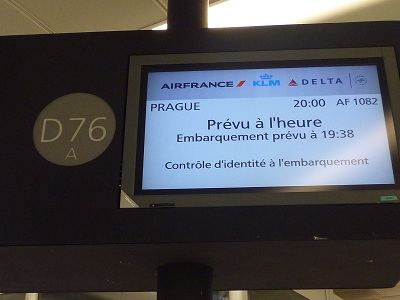 D76
A
AIRFRANCE KLM DELTA
PRAGUE 20:00 AF 1082
Prévu à l'heure
Embarquement prévu à 19:38
Contrôle d'identité à l'embarquement